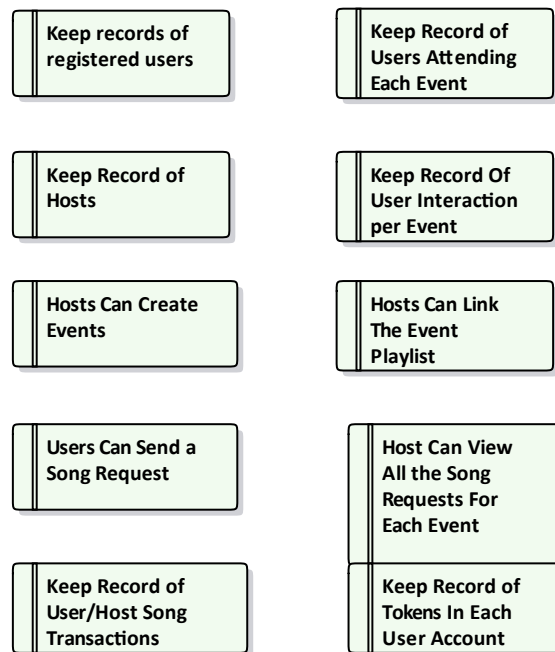 Keep records of
registered users
Keep Record of
Users Attending
Each Event
Keep Record of
Hosts
Keep Record Of
User Interaction
per Event
Hosts Can Create
Events
Hosts Can Link
The Event
Playlist
Users Can Send a
Song Request
Host Can View
All the Song
Requests For
Each Event
Keep Record of
User/Host Song
Transactions
Keep Record of
Tokens In Each
User Account